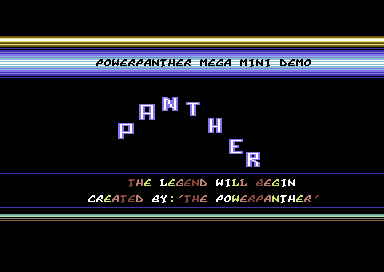 POWERPANTHER MEGA MINI DEMO
PANTHER
THE LEGEND WILL BEGIN
CREATED BY:'THE POWERPANTHER'